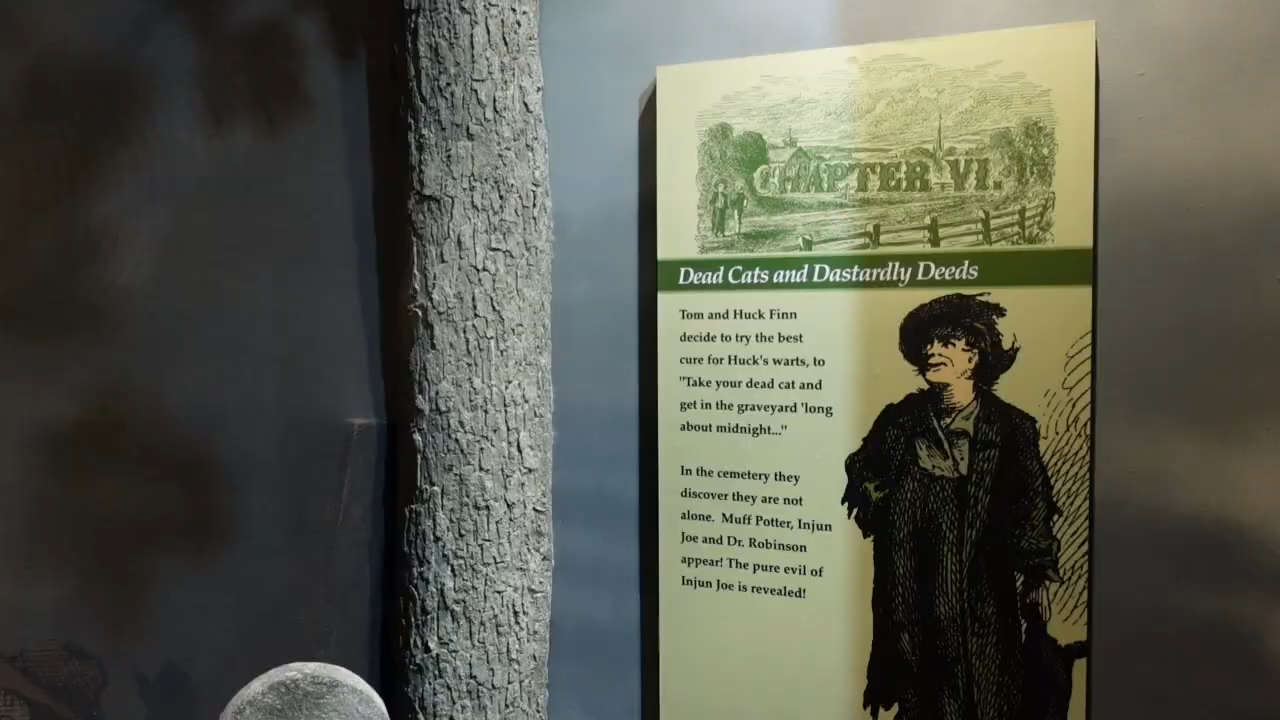 CHAPTER VI.
Dead Cats and Dastardly Deeds
Tom and Huck Finn
decide to try the best
cure for Huck's warts, to
"Take your dead cat and
get in the graveyard 'long
about midnight..."
In the cemetery they
discover they are not
alone. Muff Potter, Injun
Joe and Dr. Robinson
appear! The pure evil of
Injun Joe is revealed!